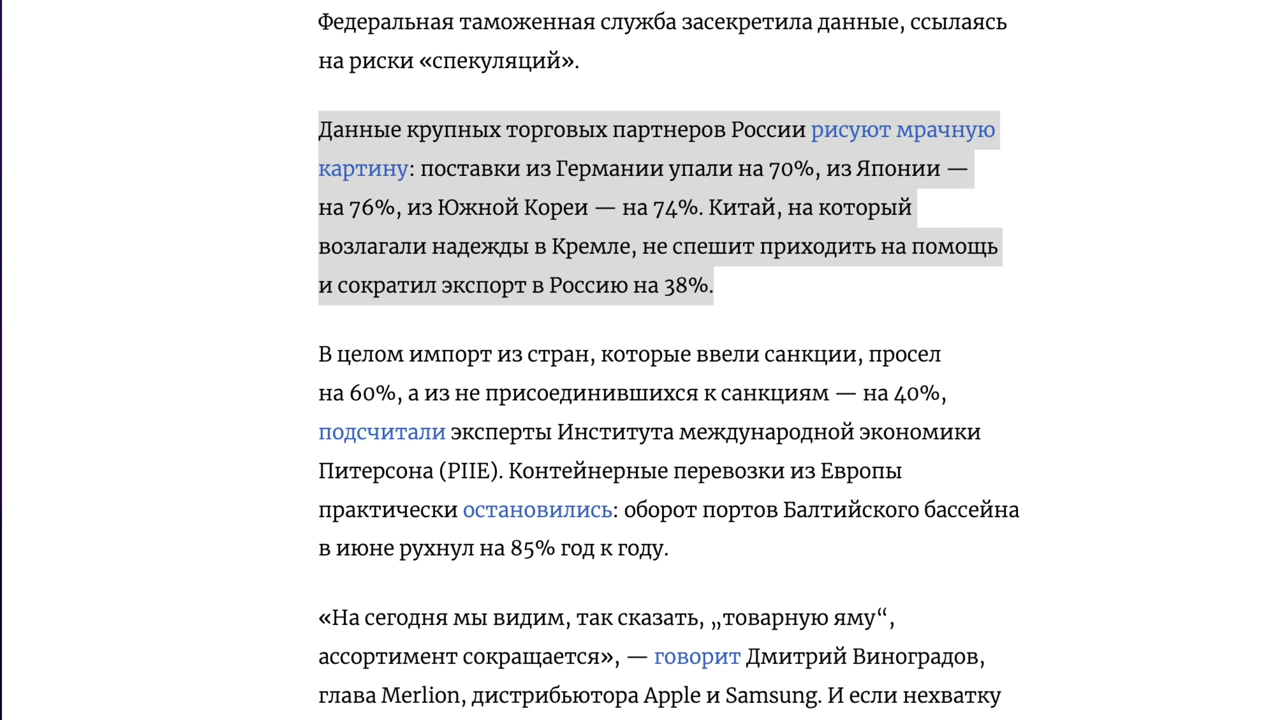 Федеральная таможенная служба засекретила данные, ссылаясь
на риски «спекуляций».
Данные крупных торговых партнеров России рисуют мрачную
картину: поставки из Германии упали на 70%, из Японии —
на 76%, из Южной Кореи — на 74%. Китай, на который
возлагали надежды в Кремле, не спешит приходить на помощь
и сократил экспорт в Россию на 38%.
В целом импорт из стран, которые ввели санкции, просел
на 60%, а из не присоединившихся к санкциям — на 40%,
подсчитали эксперты Института международной экономики
Питерсона (PIIE). Контейнерные перевозки из Европы
практически остановились: оборот портов Балтийского бассейна
в июне рухнул на 85% год к году.
«На сегодня мы видим, так сказать, „товарную яму“,
ассортимент сокращается», — говорит Дмитрий Виноградов,
глава Merlion, дистрибьютора Apple и Samsung. И если нехватку